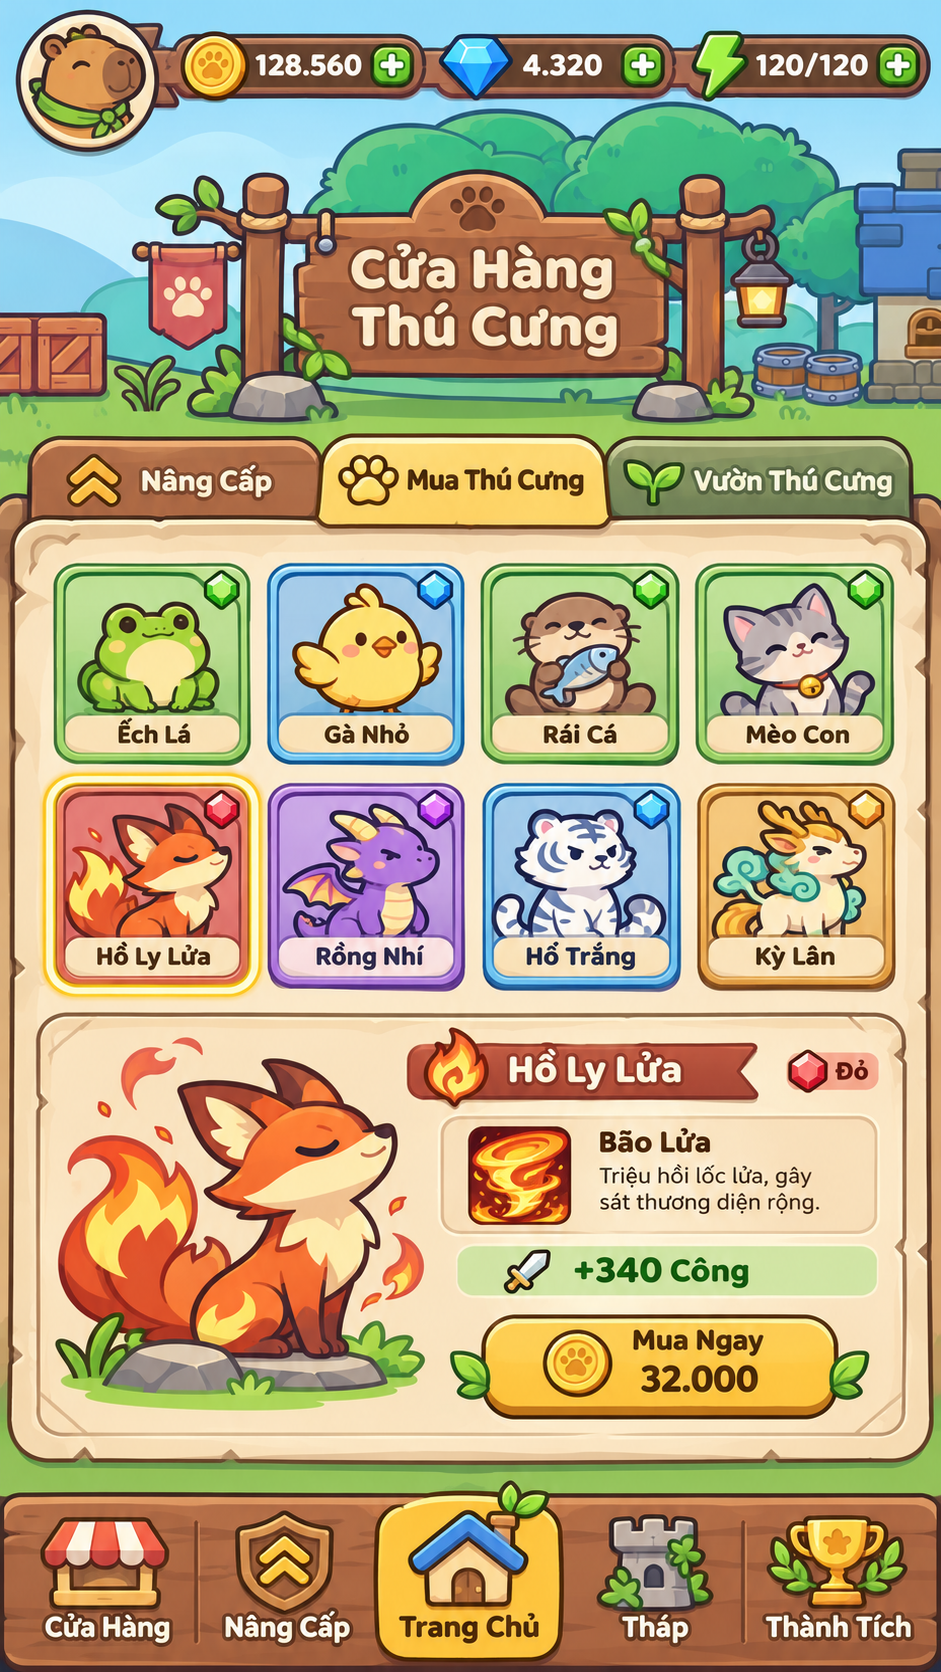 128.560
4.320
120/120
Cửa Hàng
Thú Cưng
Nâng Cấp
Mua Thú Cưng
Vườn Thú Cưng
Ếch Lá
Gà Nhỏ
Rái Cá
Mèo Con
Hồ Ly Lửa
Rồng Nhí
Hổ Trắng
Kỳ Lân
Hồ Ly Lửa
Đỏ
Bão Lửa
Triệu hồi lốc lửa, gây
sát thương diện rộng.
+340 Công
Mua Ngay
32.000
Cửa Hàng
Nâng Cấp
Trang Chủ
Tháp
Thành Tích